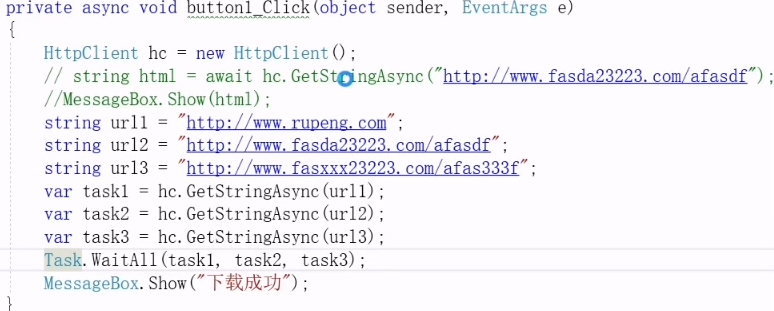 private async void button1_Click(object sender, EventArgs e)
{
HttpClient hc = new HttpClient();
// string html = await hc.GetStringAsync("http://www.fasda23223.com/afasdf");
//MessageBox.Show(html);
string url1 = "http://www.rupeng.com";
string url2 = "http://www.fasda23223.com/afasdf";
string url3 = "http://www.fasxxx23223.com/afas333f";
var task1 = hc.GetStringAsync(url1);
var task2 = hc.GetStringAsync(url2);
var task3 = hc.GetStringAsync(url3);
Task.WaitAll(task1, task2, task3);
MessageBox.Show("下载成功");
}